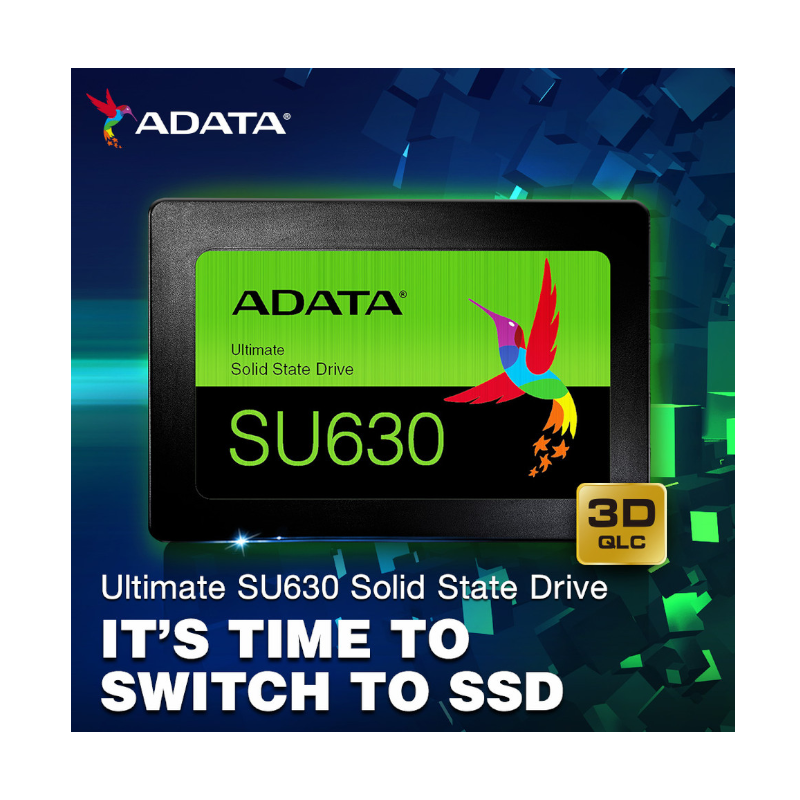 ADATA®
ADATA®
Ultimate
Solid State Drive
SU630
3D
QLC
Ultimate SU630 Solid State Drive
IT'S TIME TO
SWITCH TO SSD